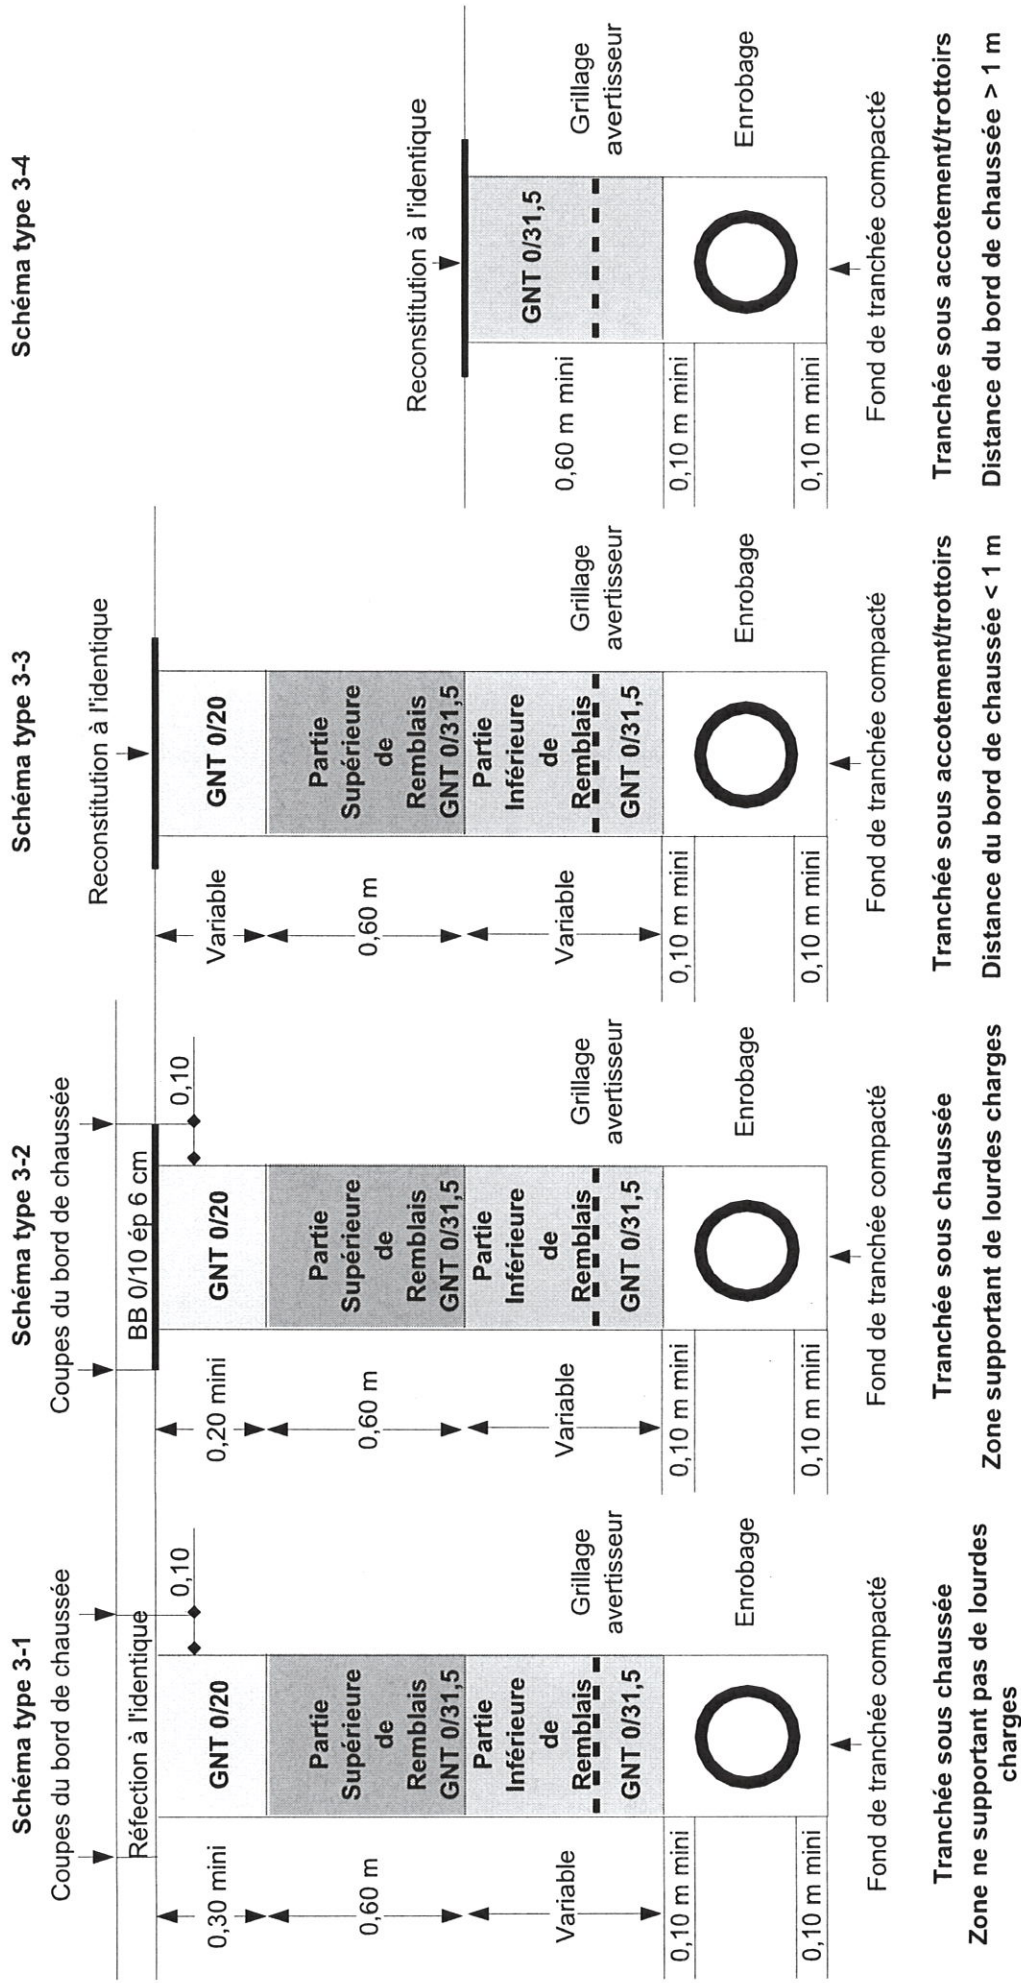 Schéma type 3-1
Coupes du bord de chaussée
Réfection à l'identique
0,10
0,30 mini
GNT 0/20
0,60 m
Partie
Supérieure
de
Remblais
GNT 0/31,5
Variable
Partie
Inférieure
de
Remblais
GNT 0/31,5
Grillage
avertisseur
0,10 m mini
Enrobage
0,10 m mini
Fond de tranchée compacté
Tranchée sous chaussée
Zone ne supportant pas de lourdes
charges
Schéma type 3-2
Coupes du bord de chaussée
BB 0/10 ép 6 cm
0,10
0,20 mini
GNT 0/20
0,60 m
Partie
Supérieure
de
Remblais
GNT 0/31,5
Variable
Partie
Inférieure
de
Remblais
GNT 0/31,5
Grillage
avertisseur
0,10 m mini
Enrobage
0,10 m mini
Fond de tranchée compacté
Tranchée sous chaussée
Zone supportant de lourdes charges
Schéma type 3-3
Reconstitution à l'identique
Variable
GNT 0/20
0,60 m
Partie
Supérieure
de
Remblais
GNT 0/31,5
Variable
Partie
Inférieure
de
Remblais
GNT 0/31,5
Grillage
avertisseur
0,10 m mini
Enrobage
0,10 m mini
Fond de tranchée compacté
Tranchée sous accotement/trottoirs
Distance du bord de chaussée < 1 m
Schéma type 3-4
Reconstitution à l'identique
0,60 m mini
GNT 0/31,5
Grillage
avertisseur
0,10 m mini
Enrobage
0,10 m mini
Fond de tranchée compacté
Tranchée sous accotement/trottoirs
Distance du bord de chaussée > 1 m